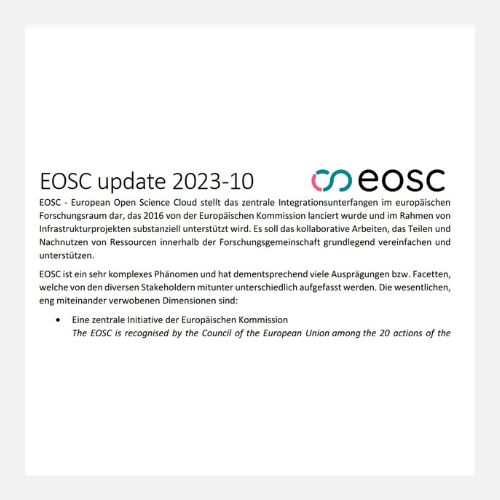 EOSC update 2023-10
eosc
EOSC - European Open Science Cloud stellt das zentrale Integrationsunterfangen im europäischen
Forschungsraum dar, das 2016 von der Europäischen Kommission lanciert wurde und im Rahmen von
Infrastrukturprojekten substanziell unterstützt wird. Es soll das kollaborative Arbeiten, das Teilen und
Nachnutzen von Ressourcen innerhalb der Forschungsgemeinschaft grundlegend vereinfachen und
unterstützen.
EOSC ist ein sehr komplexes Phänomen und hat dementsprechend viele Ausprägungen bzw. Facetten,
welche von den diversen Stakeholdern mitunter unterschiedlich aufgefasst werden. Die wesentlichen,
eng miteinander verwobenen Dimensionen sind:
• Eine zentrale Initiative der Europäischen Kommission
The EOSC is recognised by the Council of the European Union among the 20 actions of the